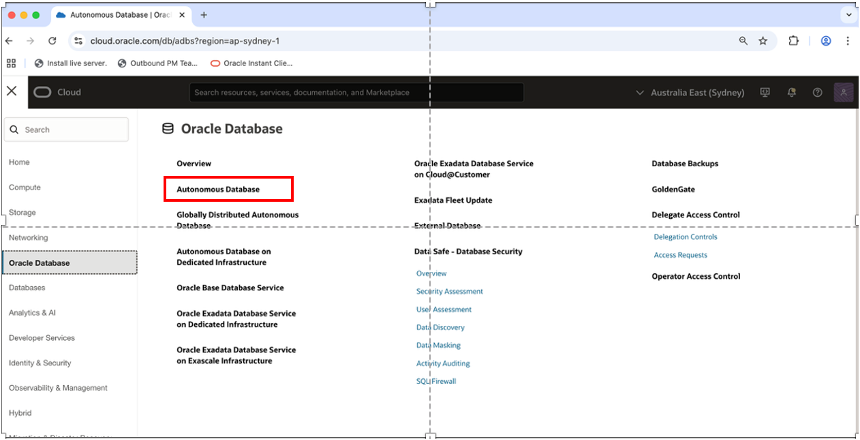 Autonomous Database | Orac
cloud.oracle.com/db/adbs?region=ap-sydney-1
Install live server.
Outbound PM Tea...
Oracle Instant Clie...
Cloud
Search resources, services, documentation, and Marketplace
Australia East (Sydney)
Search
Home
Compute
Storage
Networking
Oracle Database
Databases
Analytics & AI
Developer Services
Identity & Security
Observability & Management
Hybrid
Oracle Database
Overview
Autonomous Database
Globally Distributed Autonomous
Database
Autonomous Database on
Dedicated Infrastructure
Oracle Base Database Service
Oracle Exadata Database Service
on Dedicated Infrastructure
Oracle Exadata Database Service
on Exascale Infrastructure
Oracle Exadata Database Service
on Cloud@Customer
Exadata Fleet Update
External Database
Data Safe - Database Security
Overview
Security Assessment
User Assessment
Data Discovery
Data Masking
Activity Auditing
SQL Firewall
Database Backups
GoldenGate
Delegate Access Control
Delegation Controls
Access Requests
Operator Access Control